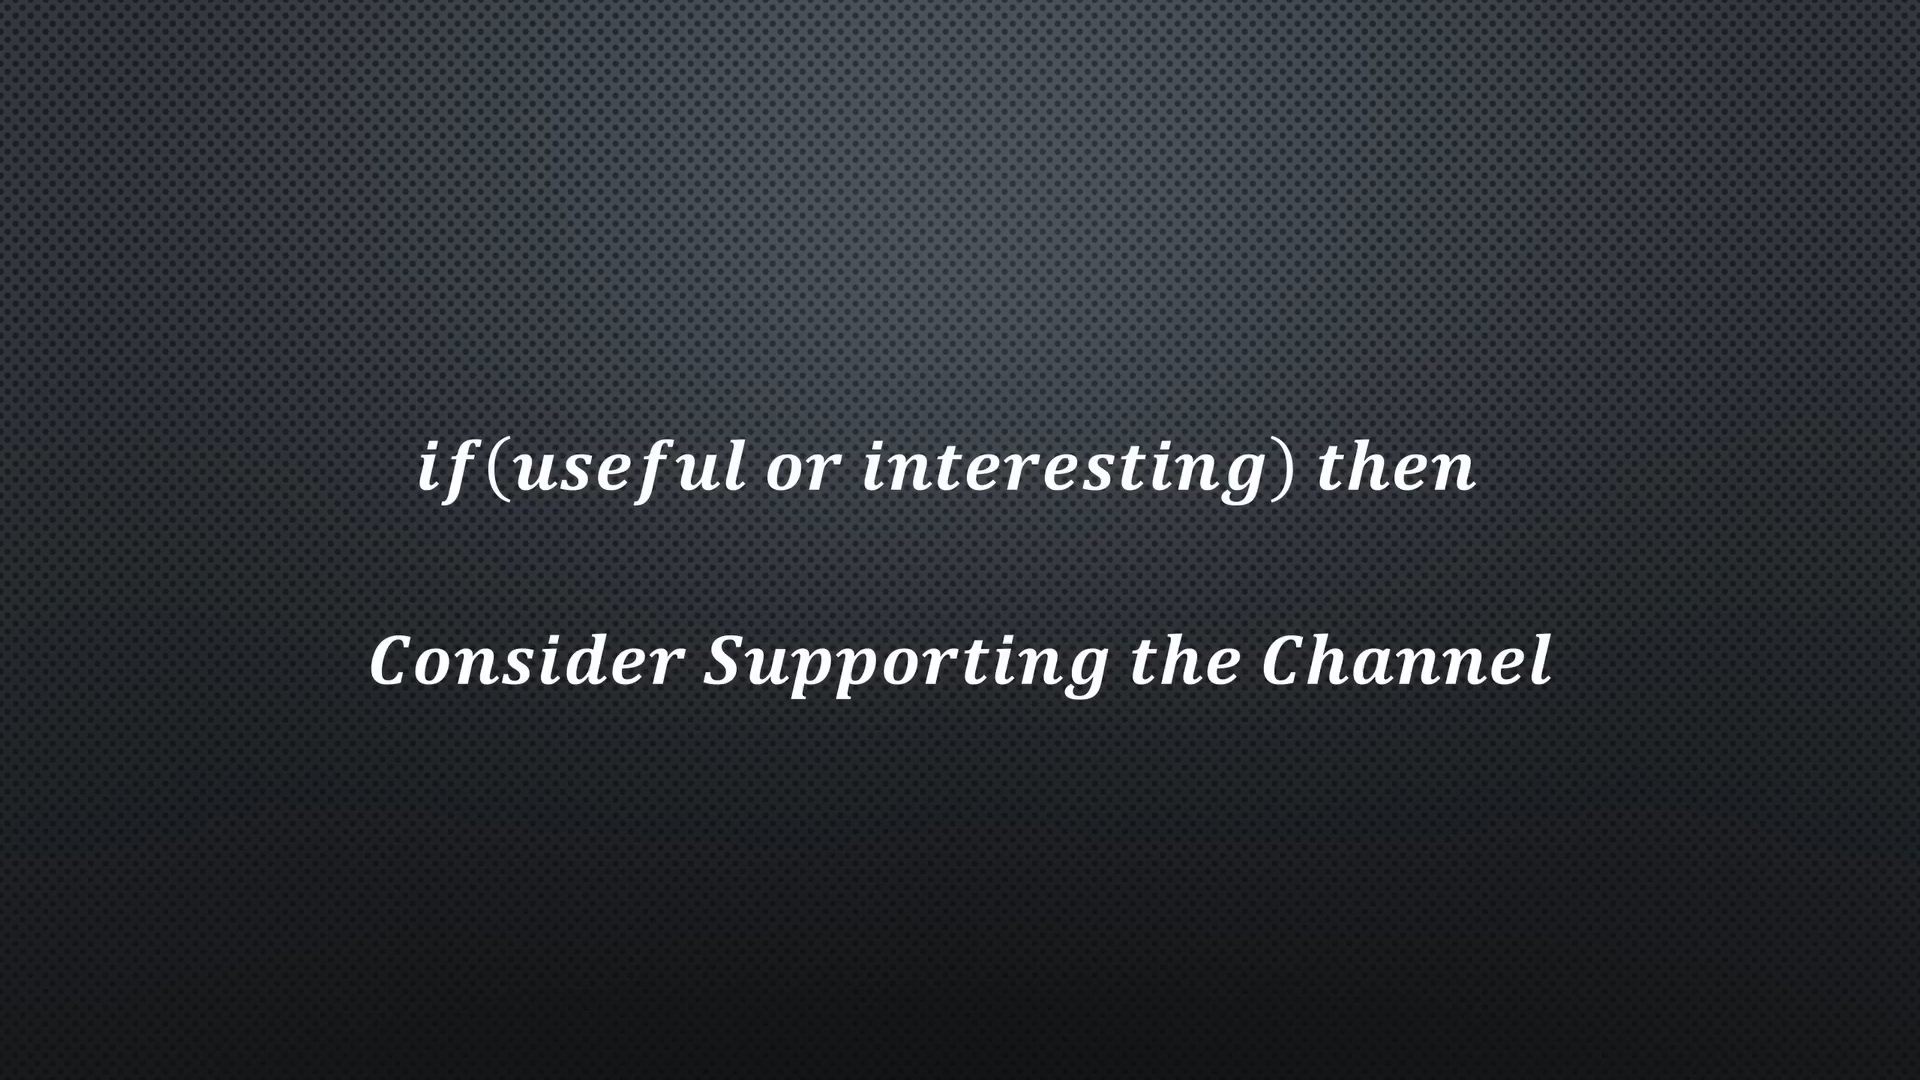 if(useful or interesting) then
Consider Supporting the Channel